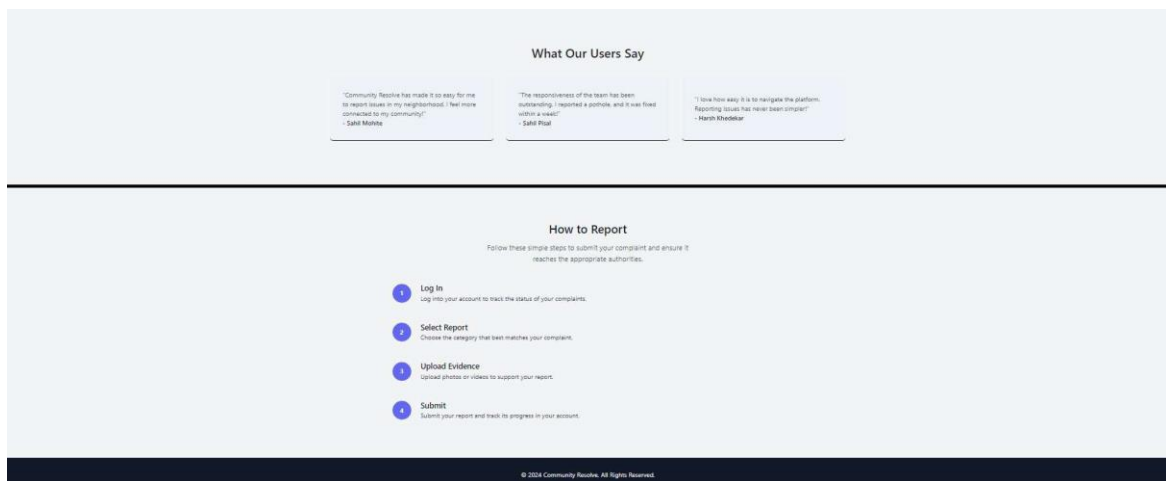 What Our Users Say
"Community Resolve has made it so easy for me
to report issues in my neighborhood. I feel more
connected to my community!"
- Sahil Mohite
"The responsiveness of the team has been
outstanding. I reported a pothole, and it was fixed
within a week!"
- Sahil Pisal
"I love how easy it is to navigate the platform.
Reporting issues has never been simpler!"
- Harsh Khedekar
How to Report
Follow these simple steps to submit your complaint and ensure it
reaches the appropriate authorities.
1
Log In
Log into your account to track the status of your complaints.
2
Select Report
Choose the category that best matches your complaint.
3
Upload Evidence
Upload photos or videos to support your report.
4
Submit
Submit your report and track its progress in your account.
© 2024 Community Resolve. All Rights Reserved.